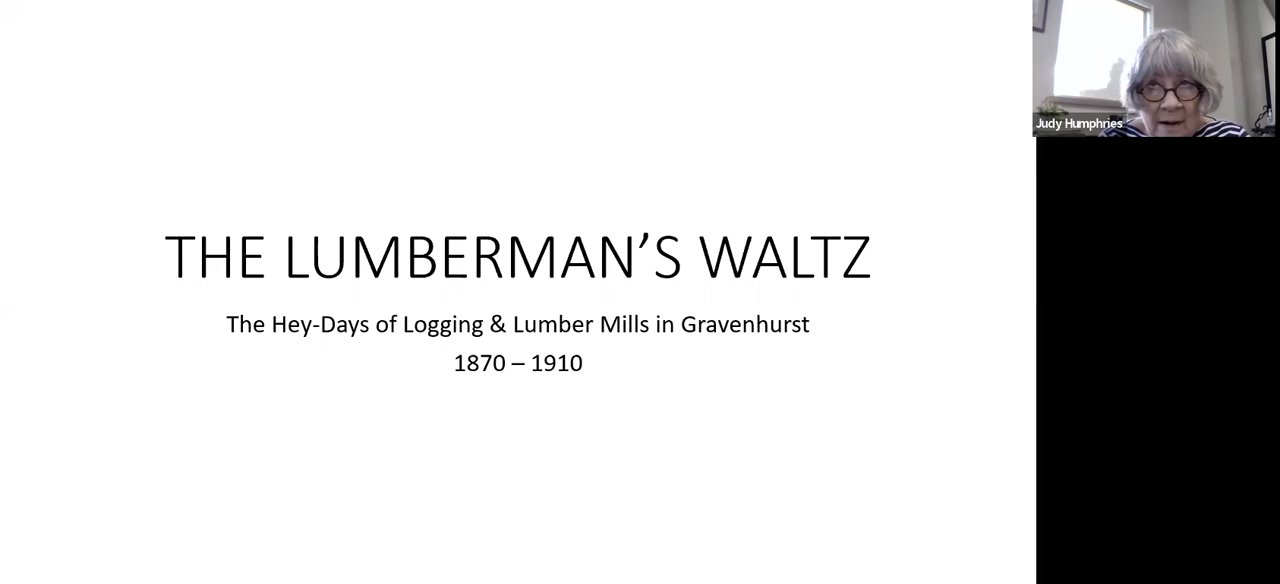 THE LUMBERMAN’S WALTZ
The Hey-Days of Logging & Lumber Mills in Gravenhurst
1870 – 1910
Judy Humphries